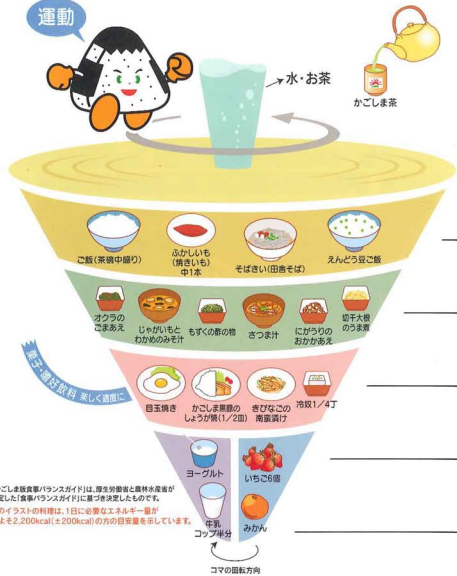 運動
水・お茶
かごしま茶
ご飯(茶碗中盛り)
ふかしいも
(焼きいも)
中1本
そばきい(田舎そば)
えんどう豆ご飯
オクラの
ごまあえ
じゃがいもと
わかめのみそ汁
もずくの酢の物
さつま汁
にがうりの
おかかあえ
切干大根
のうま煮
菓子・嗜好飲料 楽しく適度に
目玉焼き
かごしま黒豚の
しょうが焼(1/2皿)
きびなごの
南蛮漬け
冷奴1/4丁
ヨーグルト
いちご6個
牛乳
コップ半分
みかん
ごしま版食事バランスガイド」は、厚生労働省と農林水産省が
定した「食事バランスガイド」に基づき決定したものです。
のイラストの料理は、1日に必要なエネルギー量が
よそ2,200kcal(±200kcal)の方の目安量を示しています。
コマの回転方向